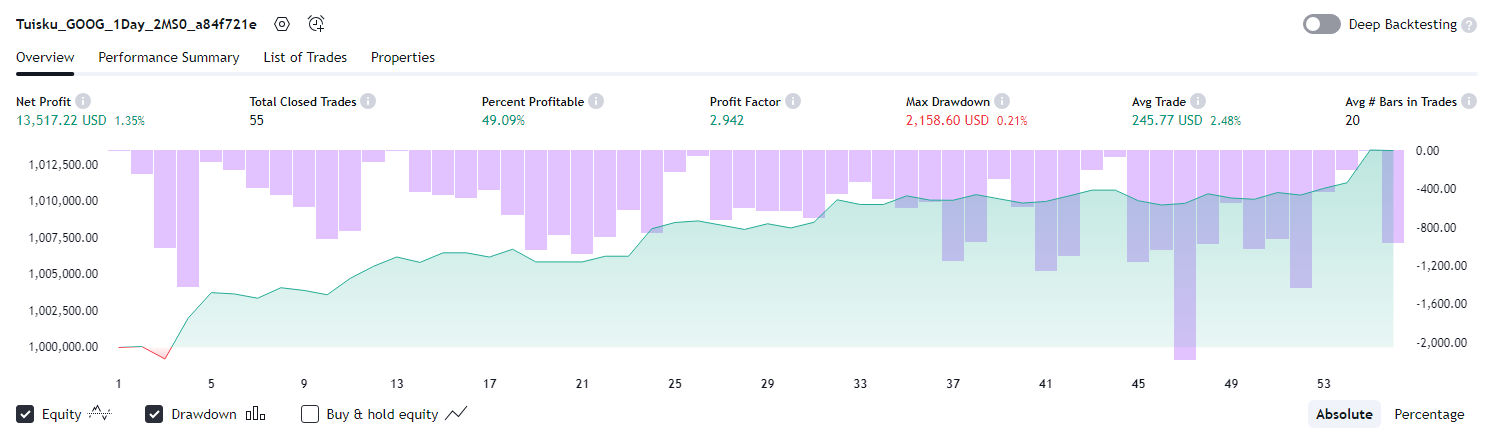 Tuisku_GOOG_1Day_2MS0_a84f721e Deep Backtesting
Overview Performance Summary List of Trades Properties
Net Profit Total Closed Trades Percent Profitable Profit Factor Max Drawdown Avg Trade Avg # Bars in Trades
13,517.22 USD 1.35% 55 49.09% 2.942 2,158.60 USD 0.21% 245.77 USD 2.48% 20
1,012,500.00 0.00
1,010,000.00 -400.00
1,007,500.00 -800.00
1,005,000.00 -1,200.00
1,002,500.00 -1,600.00
1,000,000.00 -2,000.00
1 5 9 13 17 21 25 29 33 37 41 45 49 53
Equity Drawdown Buy & hold equity Absolute Percentage